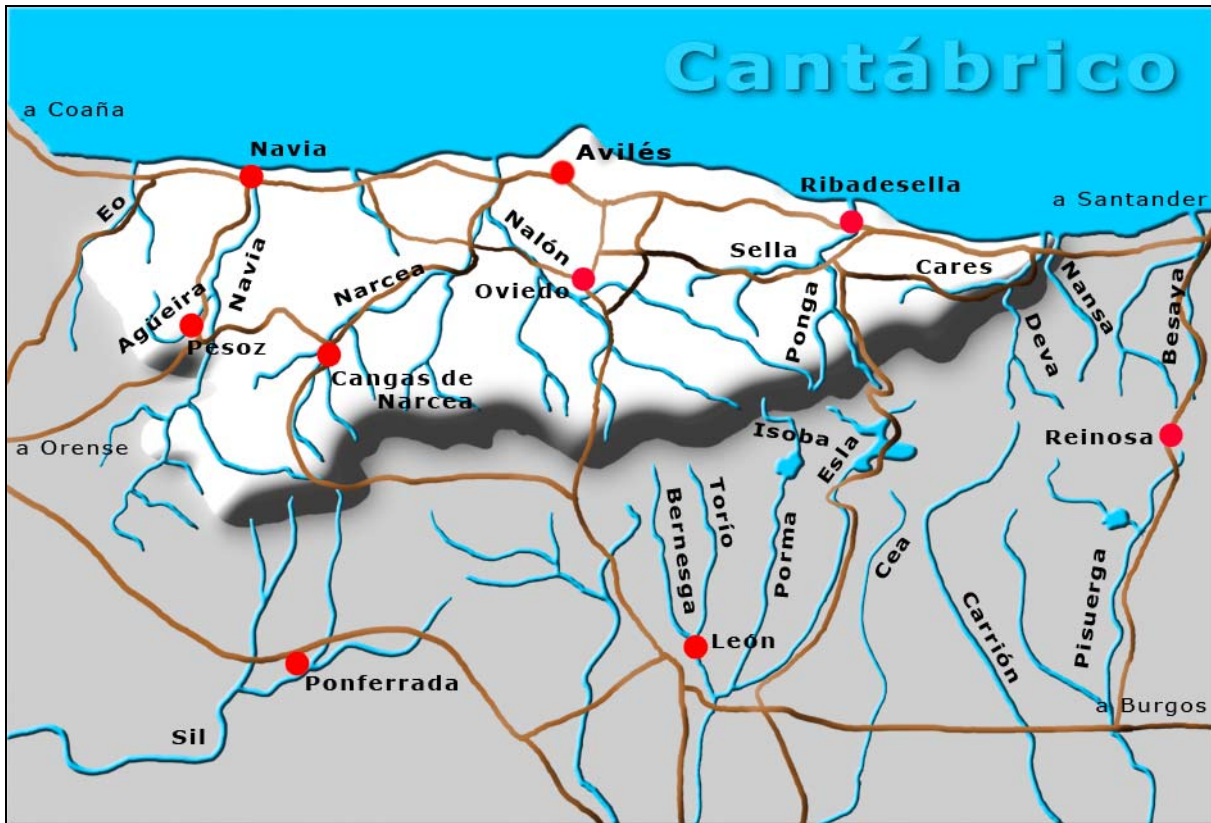 Cantábrico
a Coaña
Navia
Avilés
Ribadesella
a Santander
Eo
Navia
Narcea
Nalón
Sella
Cares
Nansa
Besaya
Agüeira
Pesoz
Oviedo
Ponga
Deva
Cangas de
Narcea
a Orense
Isoba
Esla
Reinosa
Bernesga
Torío
Porma
Cea
Carrión
Pisuerga
León
Ponferrada
Sil
a Burgos